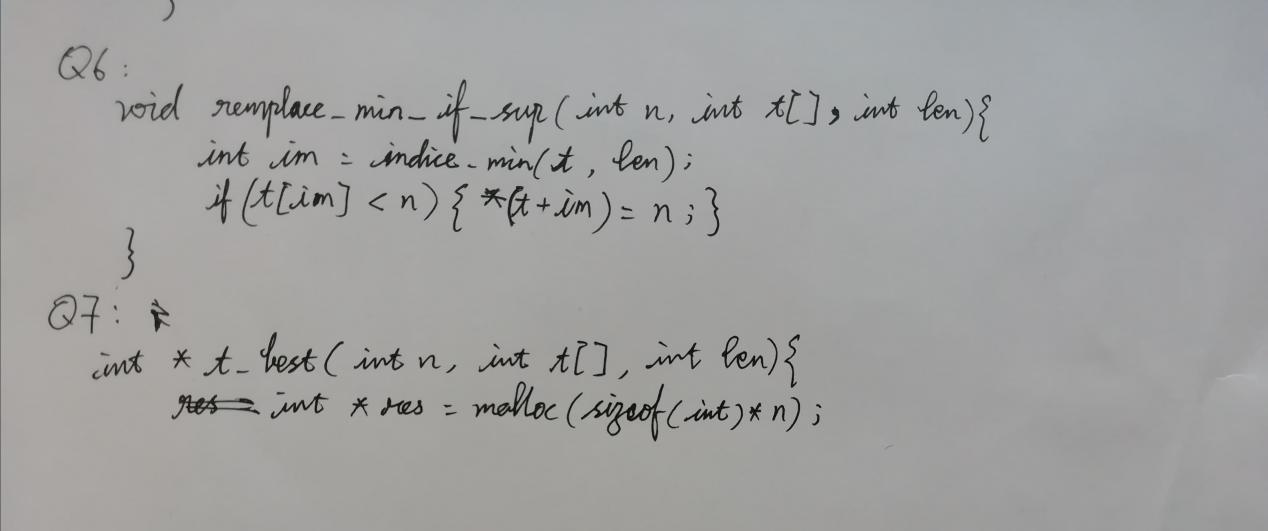 }
Q6 :
void remplace_min_if_sup( int n, int t[], int len){
int im = indice_min(t, len);
if (t[im] < n) { *(t+im) = n ; }
}
Q7 :
int * t_best( int n, int t[], int len){
res = int * res = malloc(sizeof(int)* n) ;